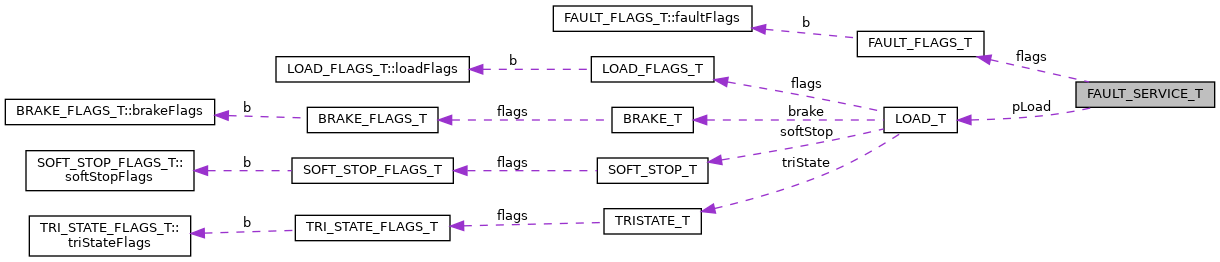 FAULT_FLAGS_T::faultFlags
b
FAULT_FLAGS_T
flags
LOAD_FLAGS_T::loadFlags
b
LOAD_FLAGS_T
flags
FAULT_SERVICE_T
BRAKE_FLAGS_T::brakeFlags
b
BRAKE_FLAGS_T
flags
BRAKE_T
brake
LOAD_T
pLoad
softStop
SOFT_STOP_FLAGS_T::
softStopFlags
b
SOFT_STOP_FLAGS_T
flags
SOFT_STOP_T
triState
TRI_STATE_FLAGS_T::
triStateFlags
b
TRI_STATE_FLAGS_T
flags
TRISTATE_T